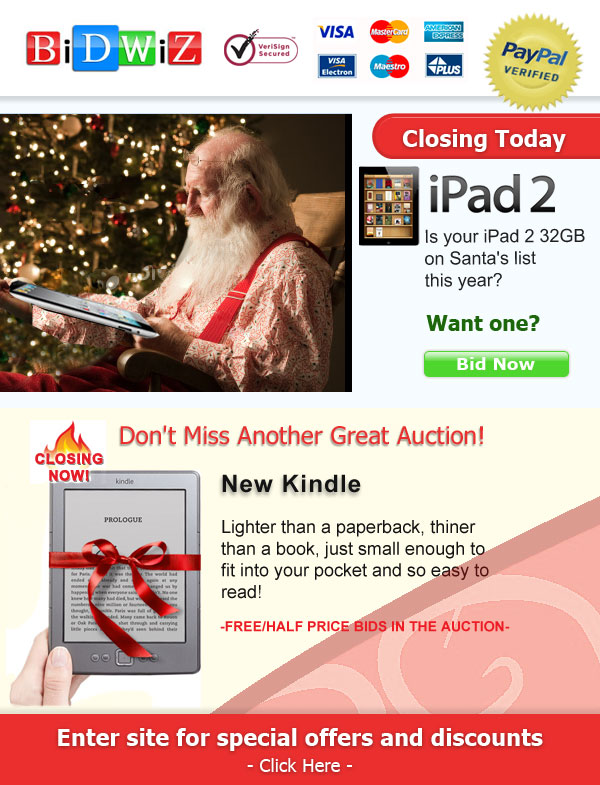 BiDWiZ
VeriSign
Secured
VISA
MasterCard
AMERICAN
EXPRESS
VISA
Electron
Maestro
PLUS
PayPal
VERIFIED
Closing Today
iPad 2
Is your iPad 2 32GB
on Santa's list
this year?
Want one?
Bid Now
Don't Miss Another Great Auction!
CLOSING
NOW!
New Kindle
kindle
PROLOGUE
Lighter than a paperback, thiner
than a book, just small enough to
fit into your pocket and so easy to
read!
-FREE/HALF PRICE BIDS IN THE AUCTION-
Enter site for special offers and discounts
- Click Here -